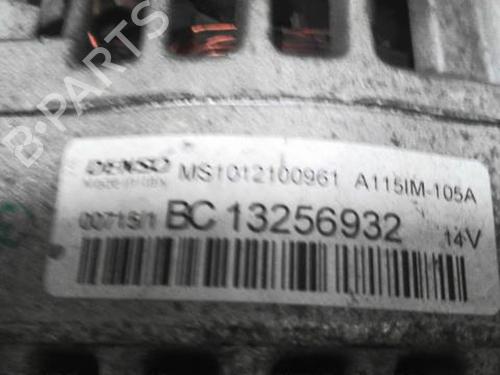 B-PARTS
DENSO MS1012100961 A115IM-105A
BC 13256932 14V